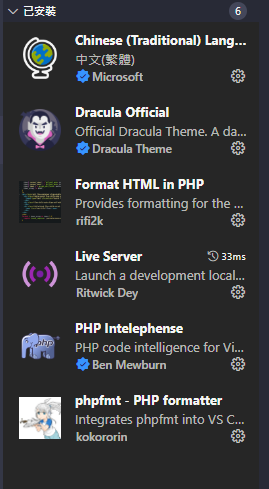 已安裝 6
Chinese (Traditional) Lang...
中文(繁體)
Microsoft
Dracula Official
Official Dracula Theme. A da...
Dracula Theme
Format HTML in PHP
Provides formatting for the ...
rifi2k
Live Server 33ms
Launch a development local...
Ritwick Dey
php
PHP Intelephense
PHP code intelligence for Vi...
Ben Mewburn
phpfmt - PHP formatter
Integrates phpfmt into VS C...
kokororin